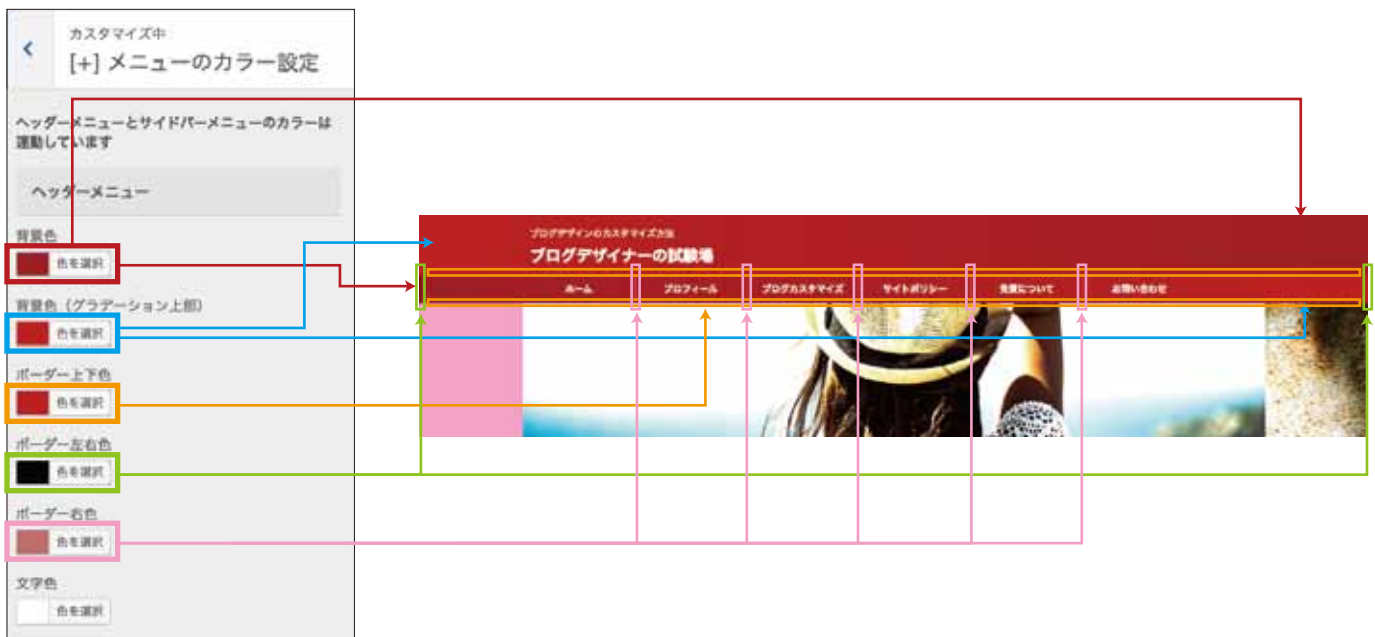 カスタマイズ中
[+] メニューのカラー設定
ヘッダーメニューとサイドバーメニューのカラーは
運動しています
ヘッダーメニュー
背景色
色を選択
背景色（グラデーション上部）
色を選択
ボーダー上下色
色を選択
ボーダー左右色
色を選択
ボーダー右色
色を選択
文字色
色を選択
ブログデザインのカスタマイズ方法
ブログデザイナーの試験場
ホーム
プロフィール
ブログカスタマイズ
サイトポリシー
免責について
お問い合わせ